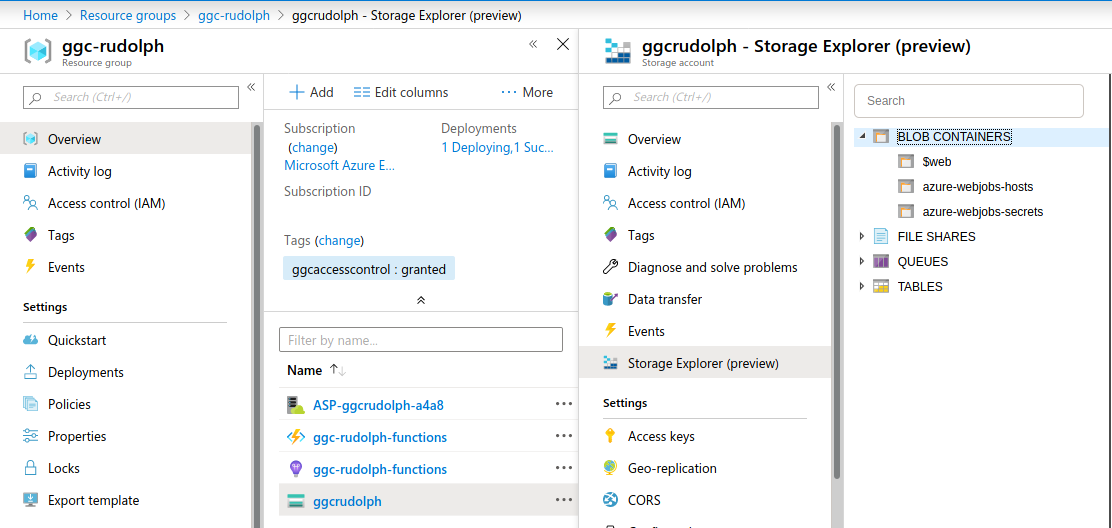 Home > Resource groups > ggc-rudolph > ggcrudolph - Storage Explorer (preview)
ggc-rudolph
Resource group
Search (Ctrl+/)
Overview
Activity log
Access control (IAM)
Tags
Events
Settings
Quickstart
Deployments
Policies
Properties
Locks
Export template
Add
Edit columns
More
Subscription
(change)
Microsoft Azure E...
Subscription ID
Deployments
1 Deploying,1 Suc...
Tags (change)
ggcaccesscontrol : granted
Filter by name...
Name
ASP-ggcrudolph-a4a8
ggc-rudolph-functions
ggc-rudolph-functions
ggcrudolph
ggcrudolph - Storage Explorer (preview)
Storage account
Search (Ctrl+/)
Overview
Activity log
Access control (IAM)
Tags
Diagnose and solve problems
Data transfer
Events
Storage Explorer (preview)
Settings
Access keys
Geo-replication
CORS
Search
BLOB CONTAINERS
$web
azure-webjobs-hosts
azure-webjobs-secrets
FILE SHARES
QUEUES
TABLES